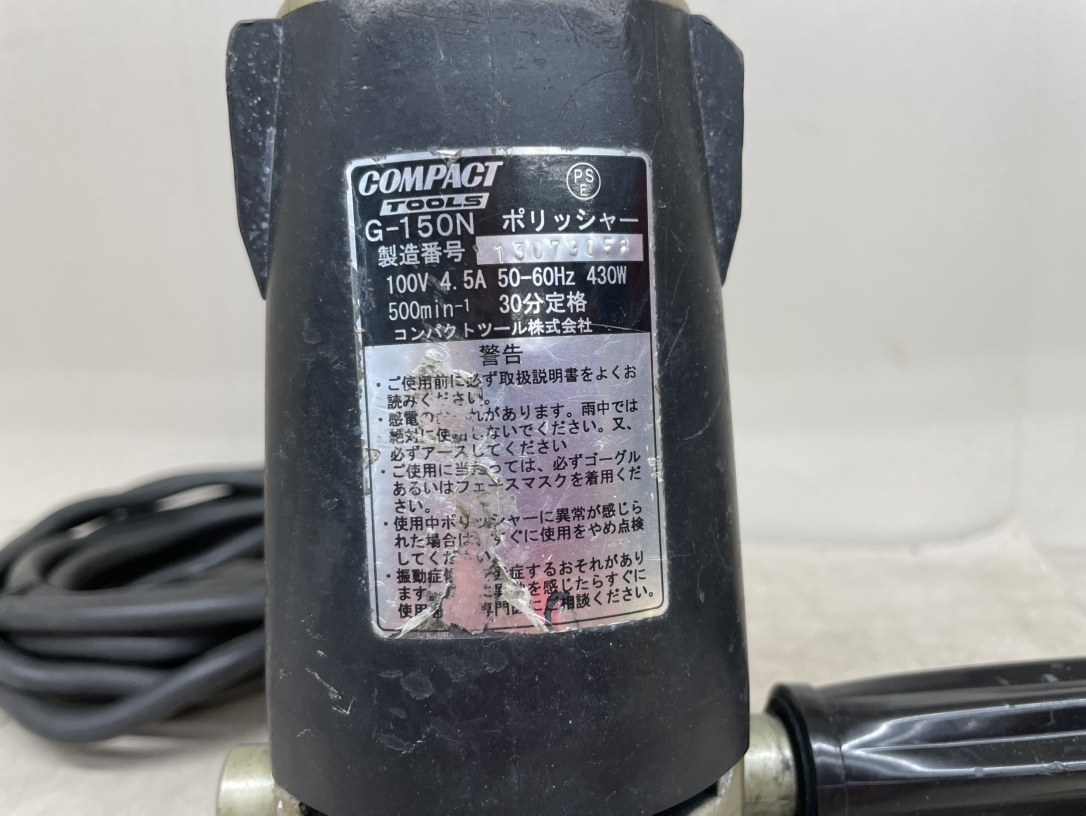 COMPACT
TOOLS
PS
E
G-150N ポリッシャー
製造番号
100V 4.5A 50-60Hz 430W
500min-1 30分定格
コンパクトツール株式会社
警告
・ご使用前に必ず取扱説明書をよくお
読みください。
・感電の れがあります。雨中では
絶対に使 しないでください。又、
必ずアースしてください
・ご使用に当たっては、必ずゴーグル
あるいはフェースマスクを着用くだ
さい。
・使用中ポリッシャーに異常が感じら
れた場合は、すぐに使用をやめ点検
してくだ い
・振動症 症するおそれがあり
ます。 を感じたらすぐに
使用 専門医にご相談ください。